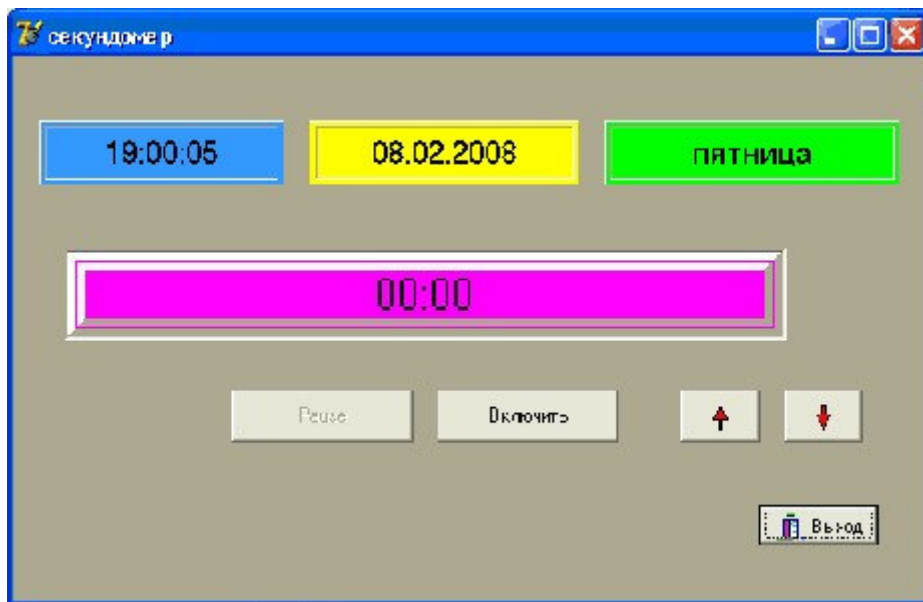 секундомер
19:00:05 08.02.2008 пятница
00:00
Pause Включить
Выход